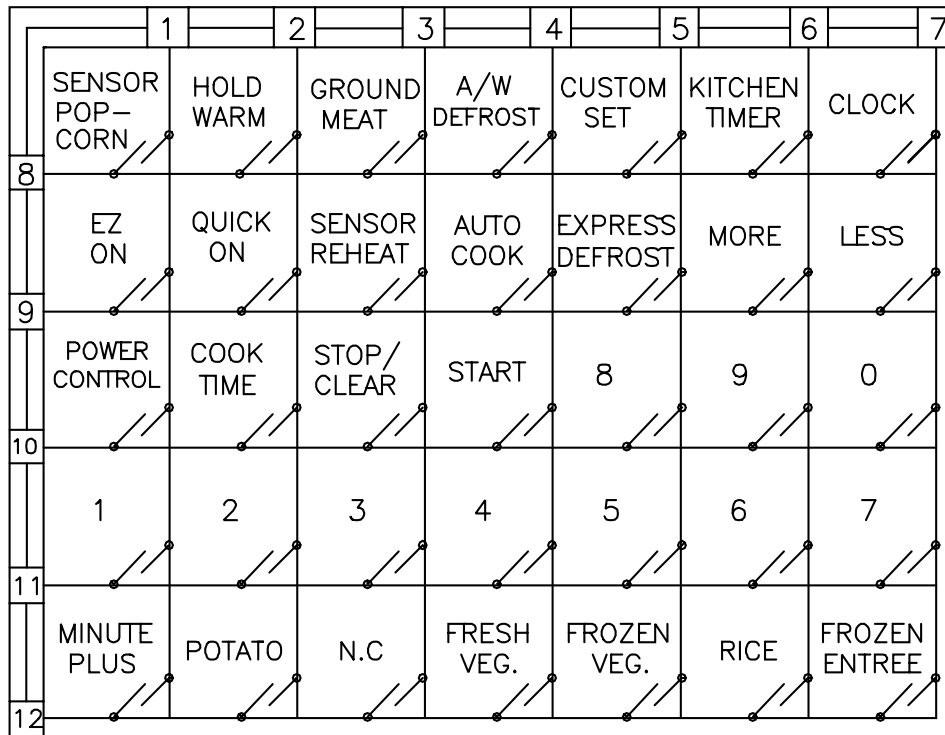 1 2 3 4 5 6 7
SENSOR
POP-
CORN
HOLD
WARM
GROUND
MEAT
A/W
DEFROST
CUSTOM
SET
KITCHEN
TIMER
CLOCK
8
EZ
ON
QUICK
ON
SENSOR
REHEAT
AUTO
COOK
EXPRESS
DEFROST
MORE
LESS
9
POWER
CONTROL
COOK
TIME
STOP/
CLEAR
START
8
9
0
10
1
2
3
4
5
6
7
11
MINUTE
PLUS
POTATO
N.C
FRESH
VEG.
FROZEN
VEG.
RICE
FROZEN
ENTREE
12